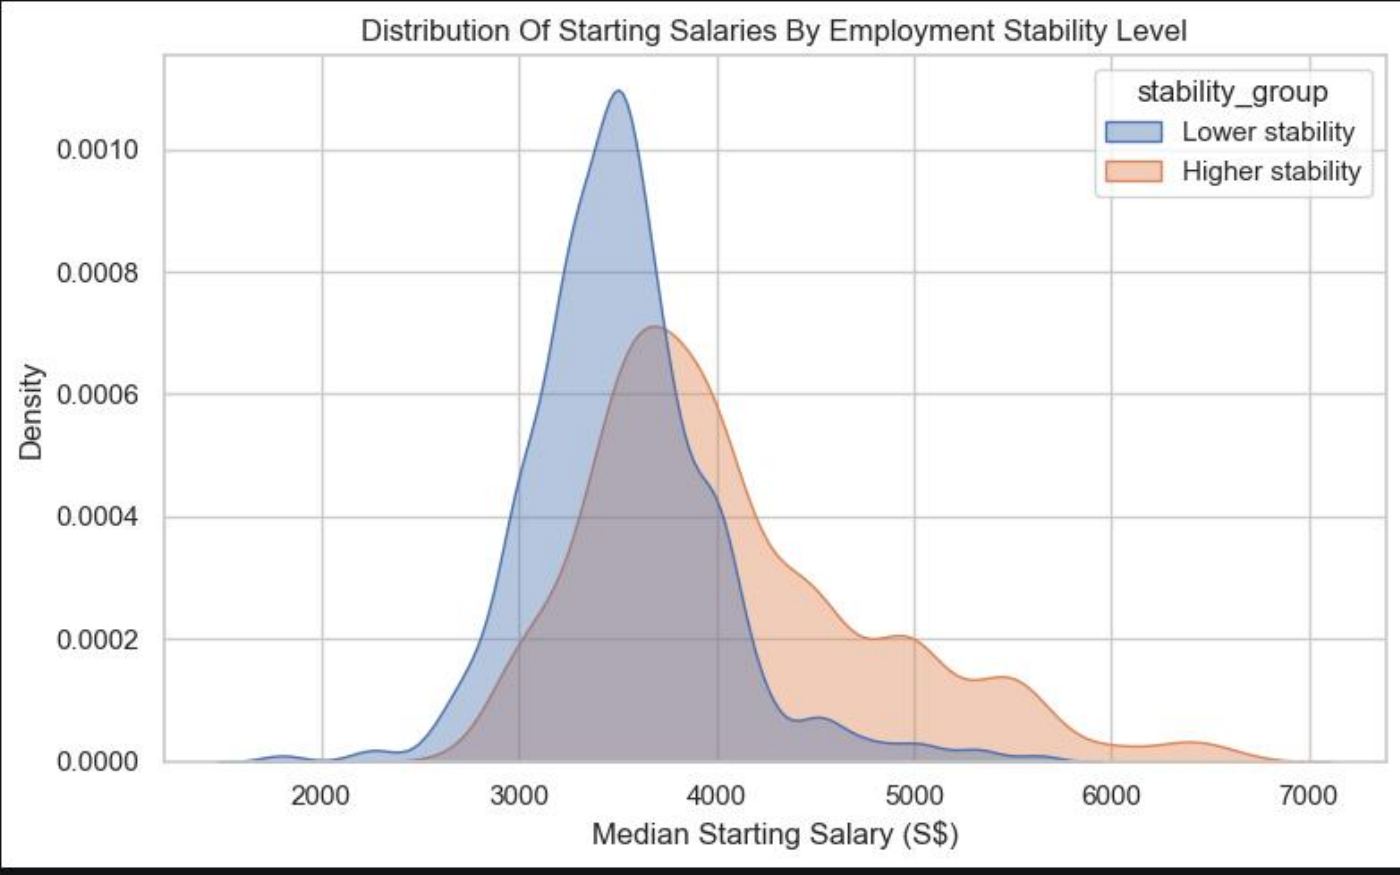 Distribution Of Starting Salaries By Employment Stability Level
stability_group
Lower stability
Higher stability
0.0010
0.0008
0.0006
0.0004
0.0002
0.0000
Density
2000 3000 4000 5000 6000 7000
Median Starting Salary (S$)